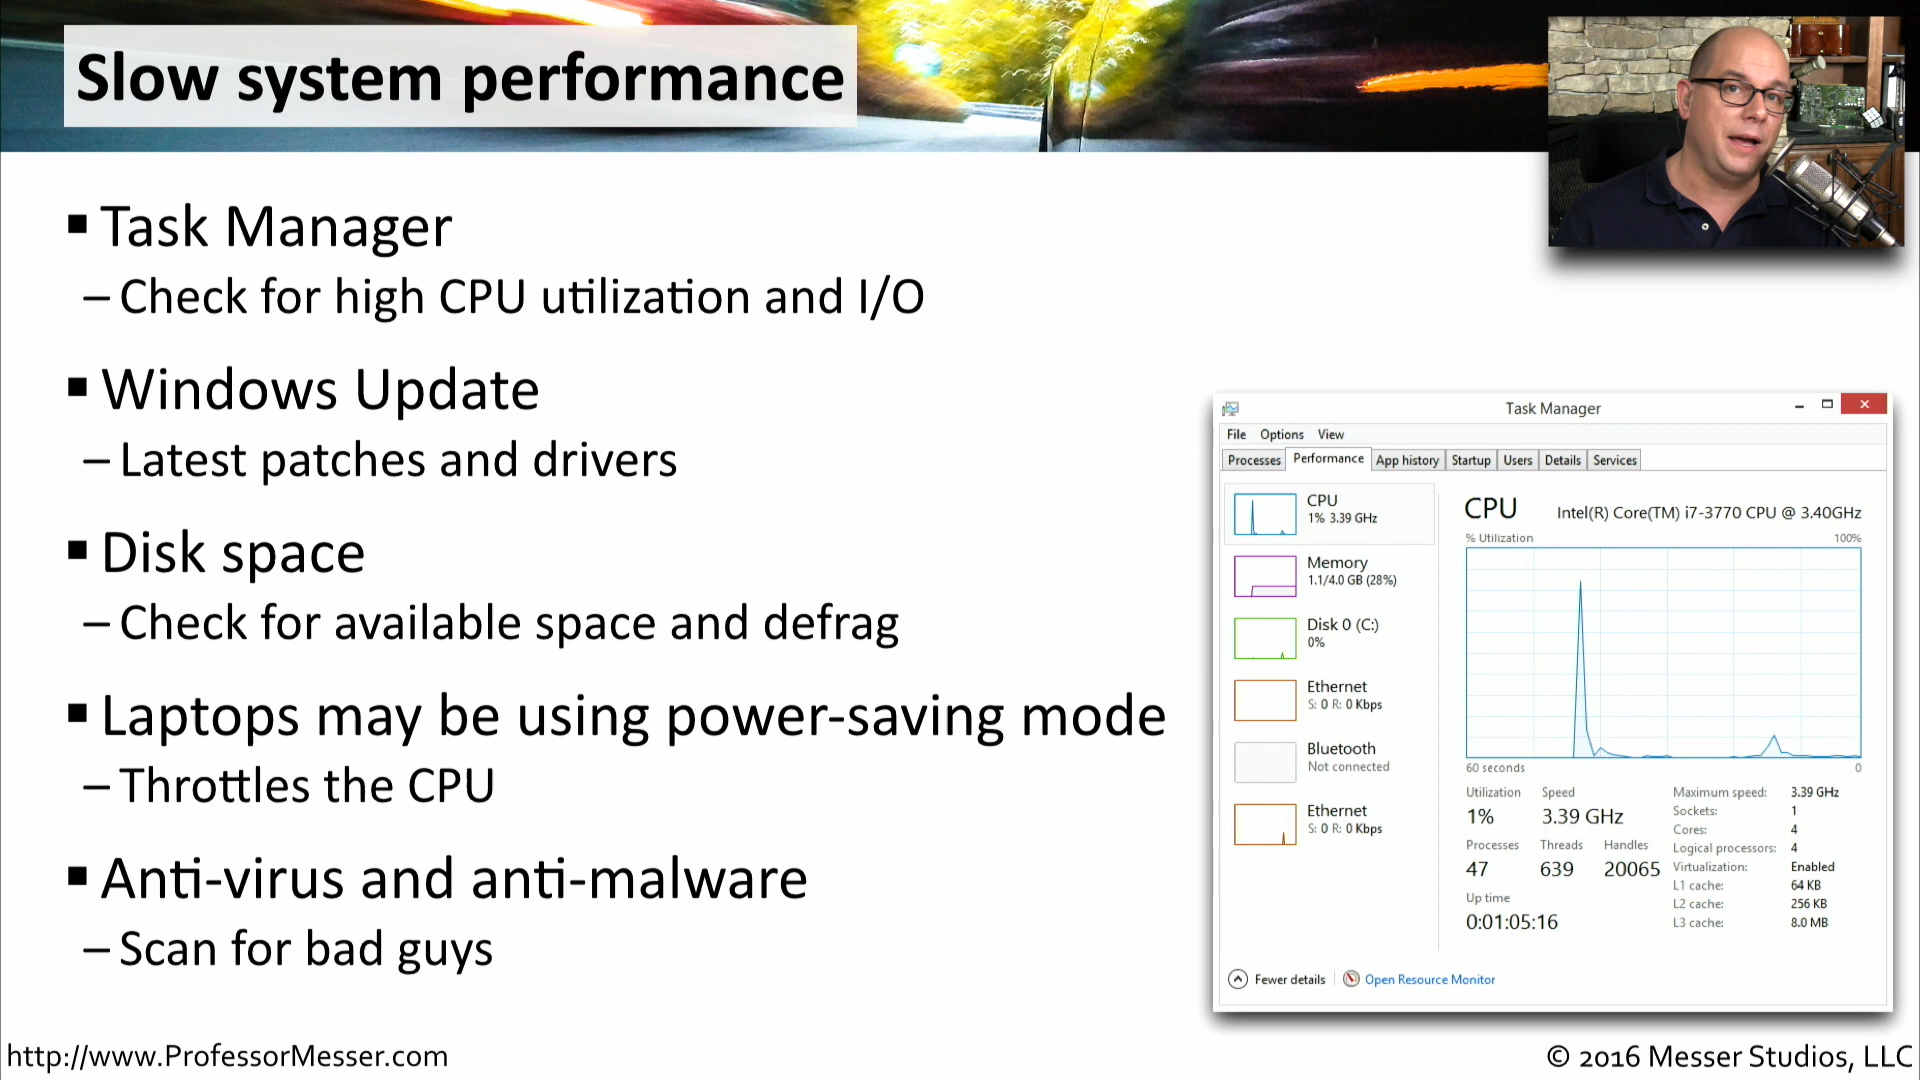 Slow system performance
▪ Task Manager
– Check for high CPU utilization and I/O
▪ Windows Update
– Latest patches and drivers
▪ Disk space
– Check for available space and defrag
▪ Laptops may be using power-saving mode
– Throttles the CPU
▪ Anti-virus and anti-malware
– Scan for bad guys
Task Manager
File Options View
Processes Performance App history Startup Users Details Services
CPU
1% 3.39 GHz
Memory
1.1/4.0 GB (28%)
Disk 0 (C:)
0%
Ethernet
S: 0 R: 0 Kbps
Bluetooth
Not connected
Ethernet
S: 0 R: 0 Kbps
CPU Intel(R) Core(TM) i7-3770 CPU @ 3.40GHz
% Utilization 100%
60 seconds 0
Utilization Speed
1% 3.39 GHz
Processes Threads Handles
47 639 20065
Up time
0:01:05:16
Maximum speed: 3.39 GHz
Sockets: 1
Cores: 4
Logical processors: 4
Virtualization: Enabled
L1 cache: 64 KB
L2 cache: 256 KB
L3 cache: 8.0 MB
Fewer details Open Resource Monitor
http://www.ProfessorMesser.com
© 2016 Messer Studios, LLC